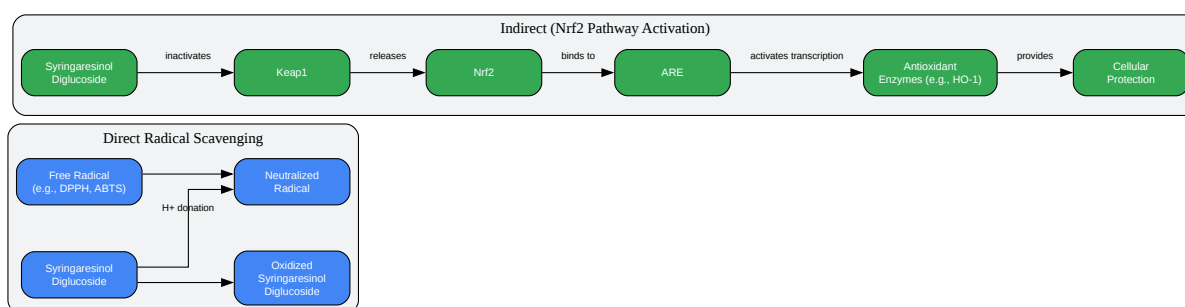 Indirect (Nrf2 Pathway Activation)
Syringaresinol
Diglucoside
inactivates
Keap1
releases
Nrf2
binds to
ARE
activates transcription
Antioxidant
Enzymes (e.g., HO-1)
provides
Cellular
Protection
Direct Radical Scavenging
Free Radical
(e.g., DPPH, ABTS)
Neutralized
Radical
H+ donation
Syringaresinol
Diglucoside
Oxidized
Syringaresinol
Diglucoside